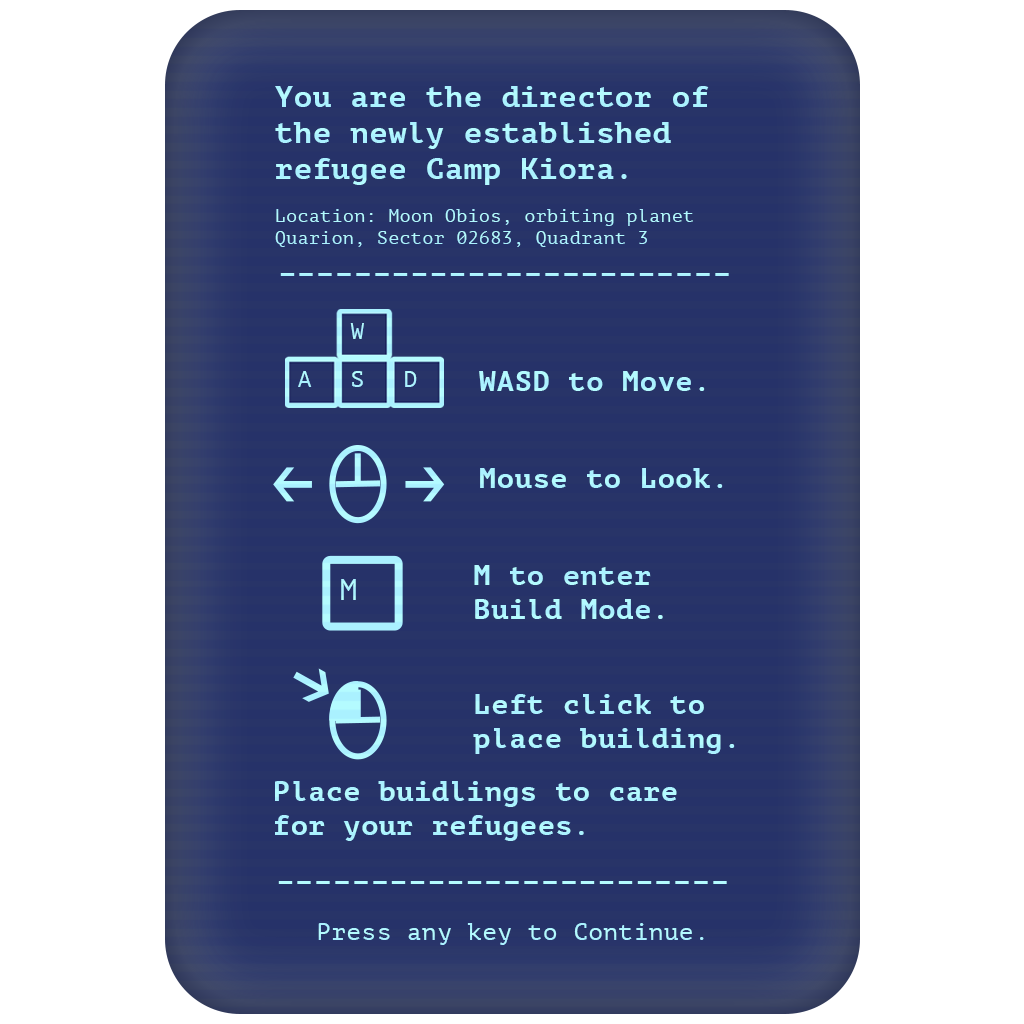 You are the director of
the newly established
refugee Camp Kiora.
Location: Moon Obios, orbiting planet
Quarion, Sector 02683, Quadrant 3
------------------------
W
A S D
WASD to Move.
Mouse to Look.
M
M to enter
Build Mode.
Left click to
place building.
Place buidlings to care
for your refugees.
------------------------
Press any key to Continue.